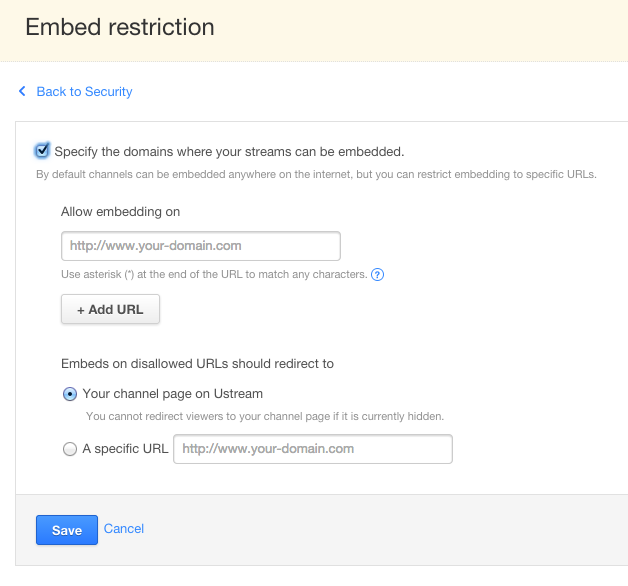 Embed restriction
Back to Security
Specify the domains where your streams can be embedded.
By default channels can be embedded anywhere on the internet, but you can restrict embedding to specific URLs.
Allow embedding on
http://www.your-domain.com
Use asterisk (*) at the end of the URL to match any characters. ?
+ Add URL
Embeds on disallowed URLs should redirect to
Your channel page on Ustream
You cannot redirect viewers to your channel page if it is currently hidden.
A specific URL http://www.your-domain.com
Save Cancel